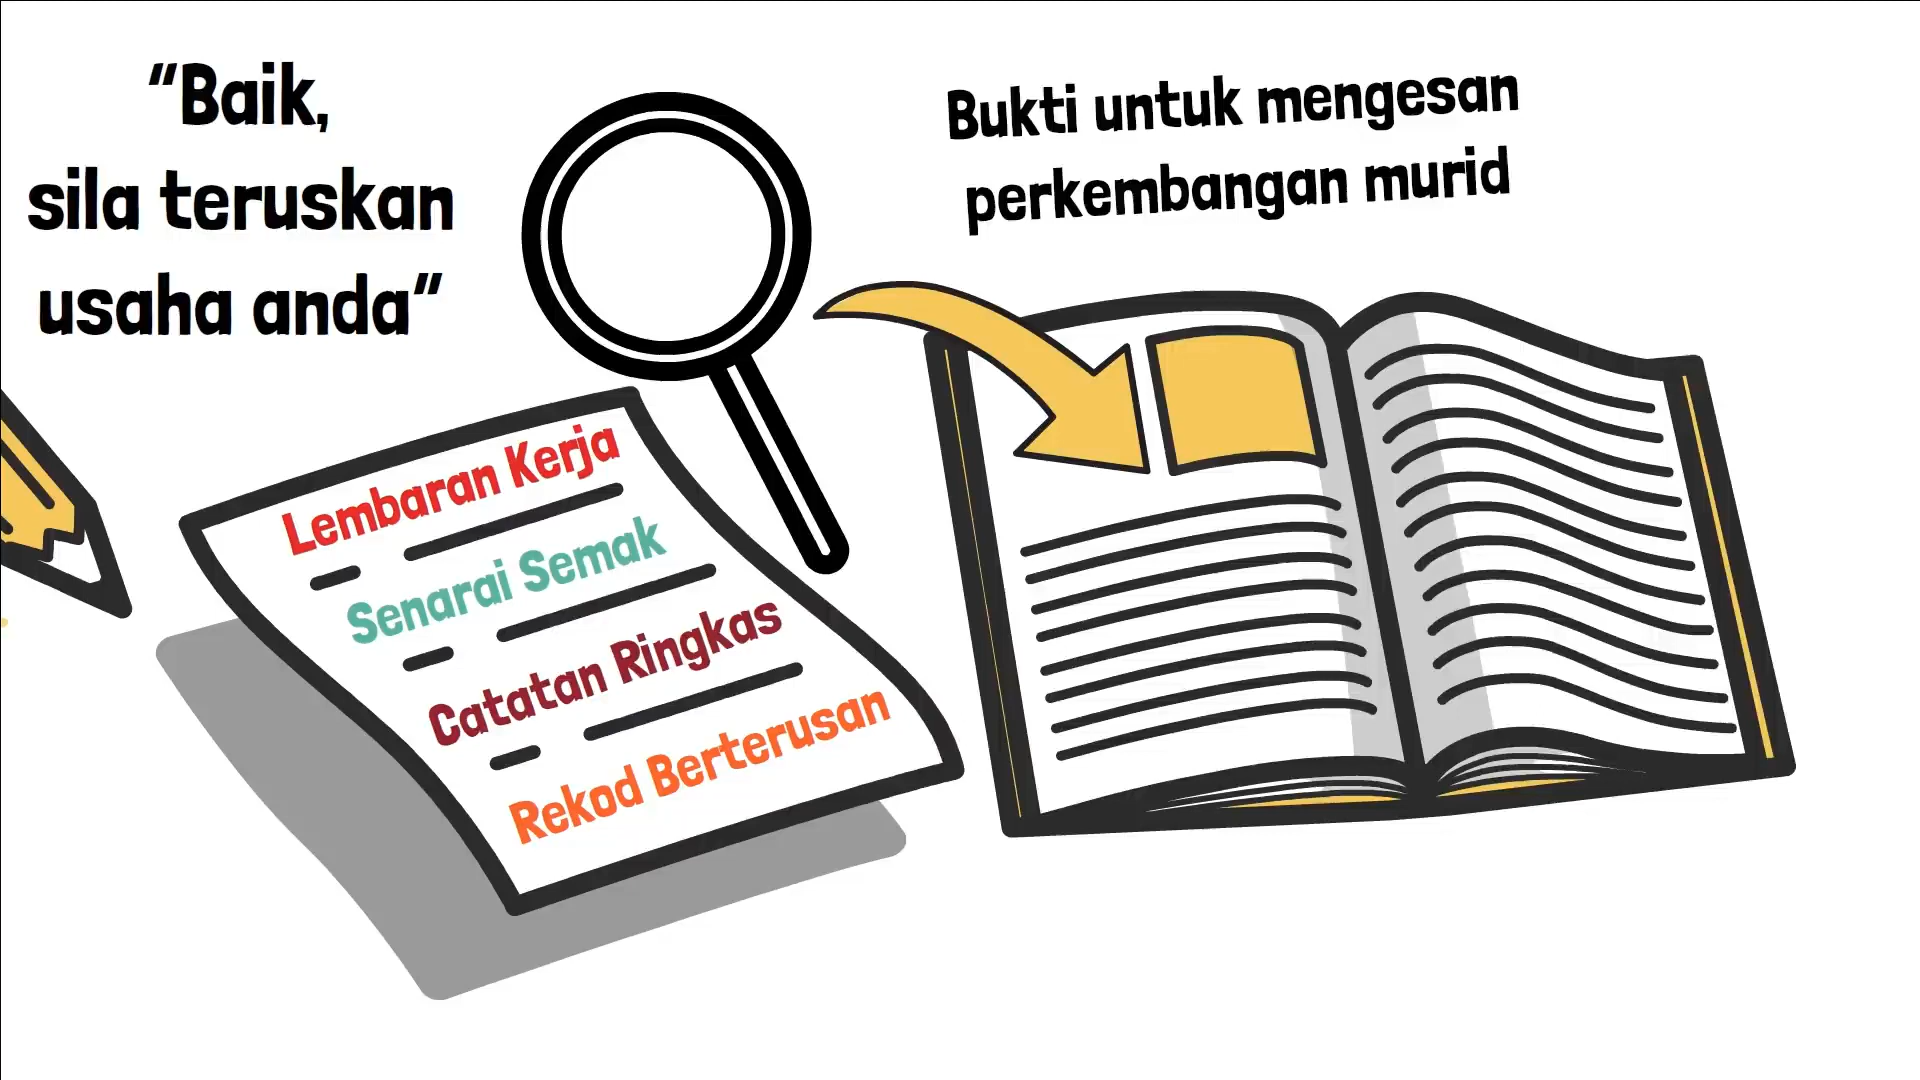 “Baik,
sila teruskan
usaha anda”
Bukti untuk mengesan
perkembangan murid
Lembaran Kerja
Senarai Semak
Catatan Ringkas
Rekod Berterusan